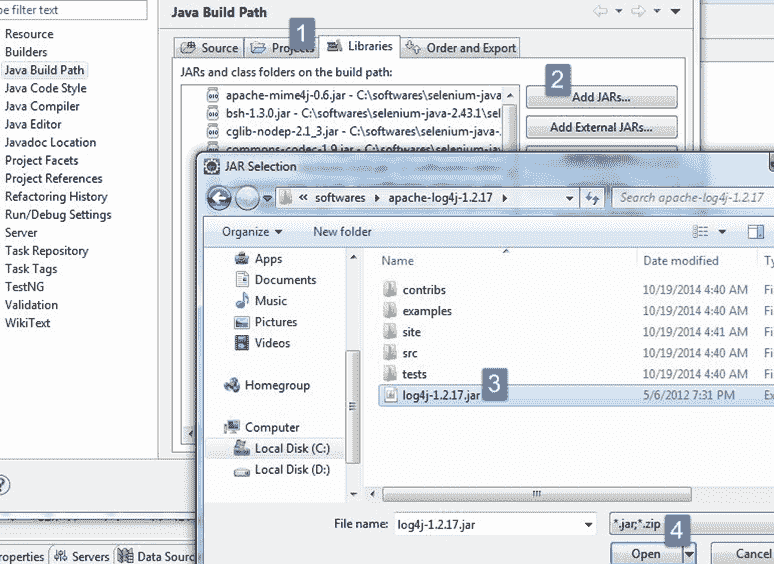 pe filter text
Java Build Path
Resource
Builders
Java Build Path
Java Code Style
Java Compiler
Java Editor
Javadoc Location
Project Facets
Project References
Refactoring History
Run/Debug Settings
Server
Task Repository
Task Tags
TestNG
Validation
WikiText
1
Source
Projects
Libraries
Order and Export
JARs and class folders on the build path:
2
apache-mime4j-0.6.jar - C:\softwares\selenium-java-
bsh-1.3.0.jar - C:\softwares\selenium-java-2.43.1\sel
cglib-nodep-2.1_3.jar - C:\softwares\selenium-java-.
commons-codec-1.9.jar - C:\softwares\selenium-java
Add JARs...
Add External JARs...
JAR Selection
« softwares apache-log4j-1.2.17
Search apache-log4j-1.2.17
Organize
New folder
Apps
Documents
Music
Pictures
Videos
Homegroup
Computer
Local Disk (C:)
Local Disk (D:)
Name Date modified Ty
contribs 10/19/2014 4:40 AM Fi
examples 10/19/2014 4:40 AM Fi
site 10/19/2014 4:41 AM Fi
src 10/19/2014 4:40 AM Fi
tests 10/19/2014 4:40 AM Fi
log4j-1.2.17.jar 3 5/6/2012 7:31 PM Ex
File name: log4j-1.2.17.jar
*.jar;*.zip
4
Open
Cancel
roperties
Servers
Data Sourc